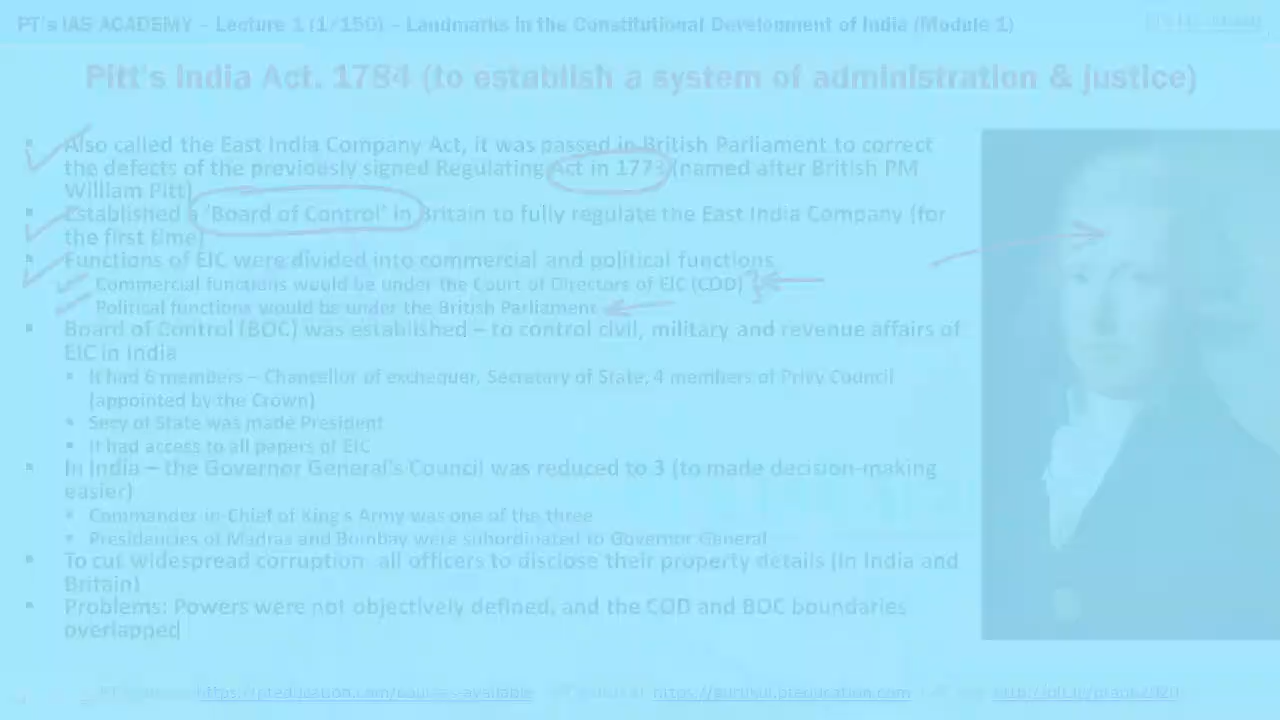 PT's IAS ACADEMY – Lecture 1 (1/150) – Landmarks in the Constitutional Development of India (Module 1)
Pitt's India Act, 1784 (to establish a system of administration & justice)
▪ Also called the East India Company Act, it was passed in British Parliament to correct
the defects of the previously signed Regulating Act in 1773 (named after British PM
William Pitt)
▪ Established a 'Board of Control' in Britain to fully regulate the East India Company (for
the first time)
▪ Functions of EIC were divided into commercial and political functions
Commercial functions would be under the Court of Directors of EIC (COD)
Political functions would be under the British Parliament
▪ Board of Control (BOC) was established – to control civil, military and revenue affairs of
EIC in India
▪ It had 6 members – Chancellor of exchequer, Secretary of State, 4 members of Privy Council
(appointed by the Crown)
▪ Secy of State was made President
▪ It had access to all papers of EIC
▪ In India – the Governor General's Council was reduced to 3 (to made decision-making
easier)
▪ Commander in Chief of King's Army was one of the three
▪ Presidencies of Madras and Bombay were subordinated to Governor General
▪ To cut widespread corruption all officers to disclose their property details (in India and
Britain)
▪ Problems: Powers were not objectively defined, and the COD and BOC boundaries
overlapped
https://pteducation.com/courses-available https://gurukul.pteducation.com